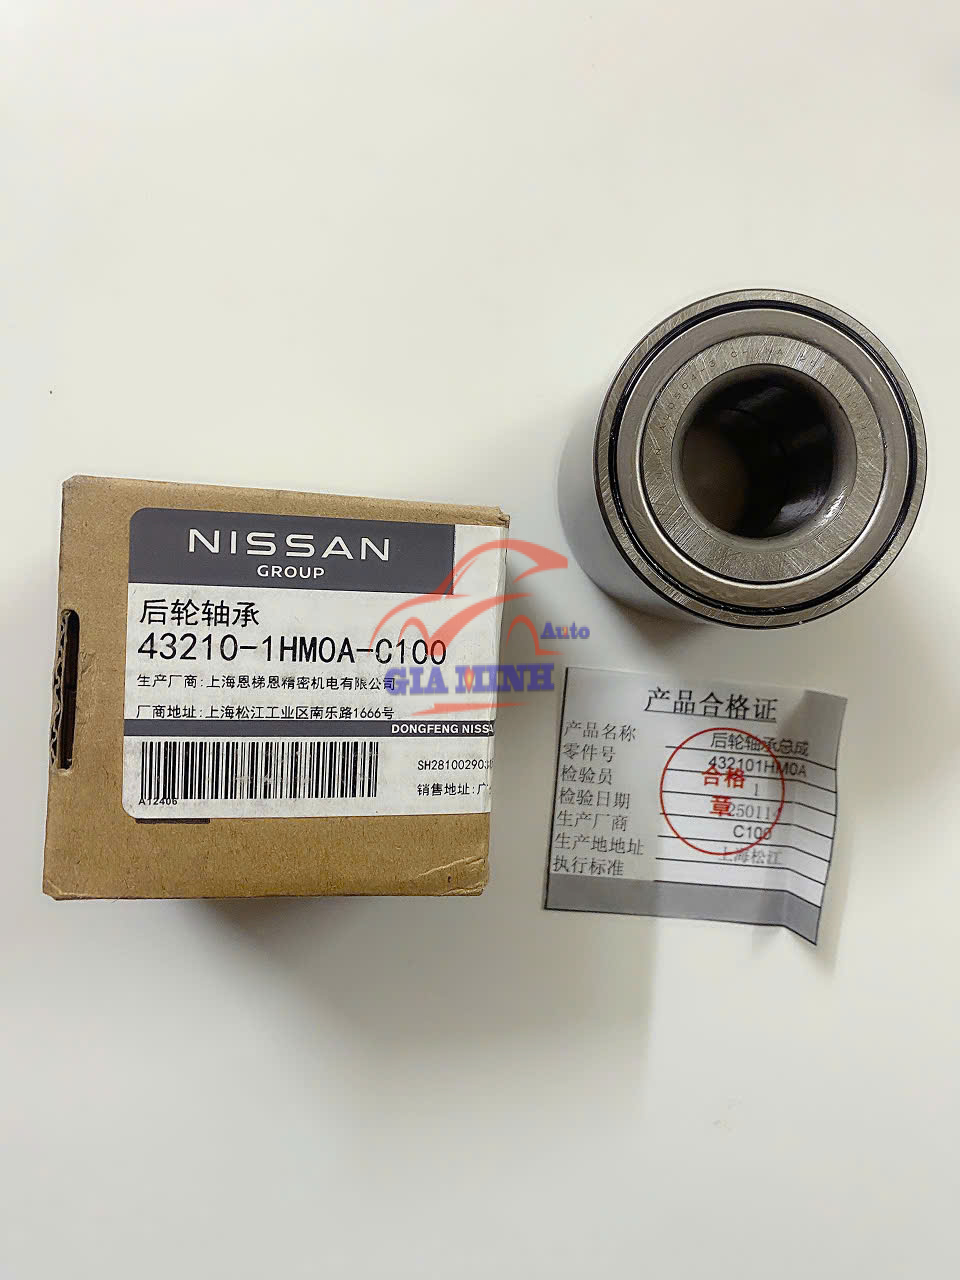 NISSAN
GROUP
后轮轴承
43210-1HM0A-C100
生产厂商:上海恩梯恩精密机电有限公司
厂商地址:上海松江工业区南乐路1666号
DONGFENG NISSA
SH28100290
销售地址:广
A12406
Auto
GIA MINH
产品合格证
产品名称 后轮轴承总成
零件号 432101HM0A
检验员 1
检验日期 25011
生产厂商 C100
生产地地址 上海松江
执行标准
合格
章